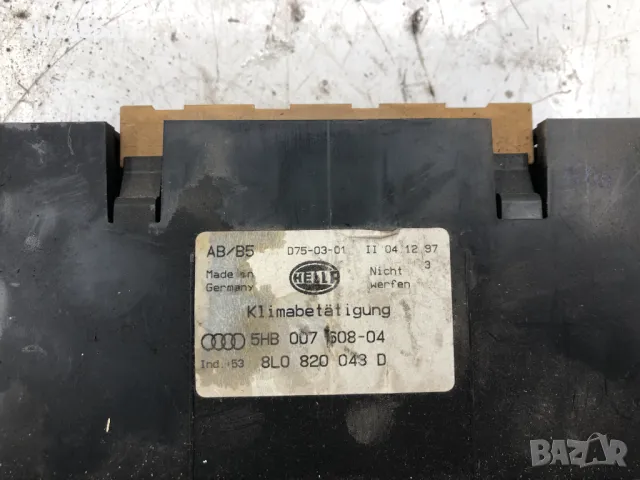 AB/B5 D75-03-01 II 04.12.97
Made in Germany HELLA Nicht werfen 3
Klimabetätigung
5HB 007 608-04
Ind. 53 8L0 820 043 D
BAZAR